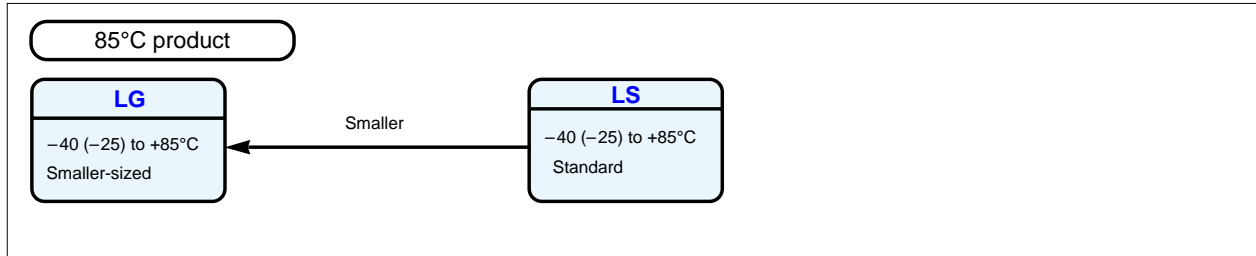 85°C product
LG
−40 (−25) to +85°C
Smaller-sized
Smaller
LS
−40 (−25) to +85°C
Standard